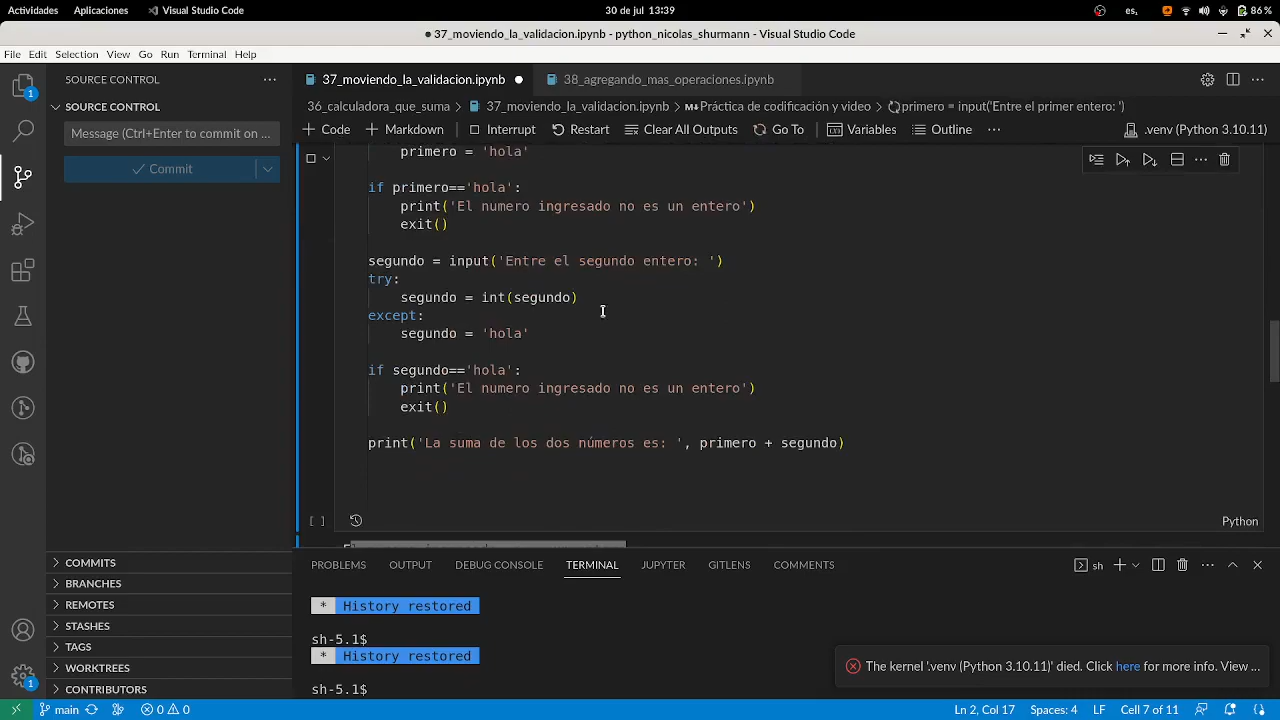 Actividades Aplicaciones Visual Studio Code 30 de jul 13:39 es, 86 %
● 37_moviendo_la_validacion.ipynb - python_nicolas_shurmann - Visual Studio Code
File Edit Selection View Go Run Terminal Help
SOURCE CONTROL ··· 37_moviendo_la_validacion.ipynb ● 38_agregando_mas_operaciones.ipynb
SOURCE CONTROL 36_calculadora_que_suma > 37_moviendo_la_validacion.ipynb > Práctica de codificación y video > primero = input('Entre el primer entero: ')
Message (Ctrl+Enter to commit on ... + Code + Markdown Interrupt Restart Clear All Outputs Go To Variables Outline ··· .venv (Python 3.10.11)
Commit
primero = 'hola'
if primero=='hola':
print('El numero ingresado no es un entero')
exit()
segundo = input('Entre el segundo entero: ')
try:
segundo = int(segundo)
except:
segundo = 'hola'
if segundo=='hola':
print('El numero ingresado no es un entero')
exit()
print('La suma de los dos números es: ', primero + segundo)
[ ] Python
COMMITS
BRANCHES
REMOTES
STASHES
TAGS
WORKTREES
CONTRIBUTORS
PROBLEMS OUTPUT DEBUG CONSOLE TERMINAL JUPYTER GITLENS COMMENTS sh
* History restored
sh-5.1$
* History restored
sh-5.1$
The kernel '.venv (Python 3.10.11)' died. Click here for more info. View ...
main 0 0 Ln 2, Col 17 Spaces: 4 LF Cell 7 of 11
1
1